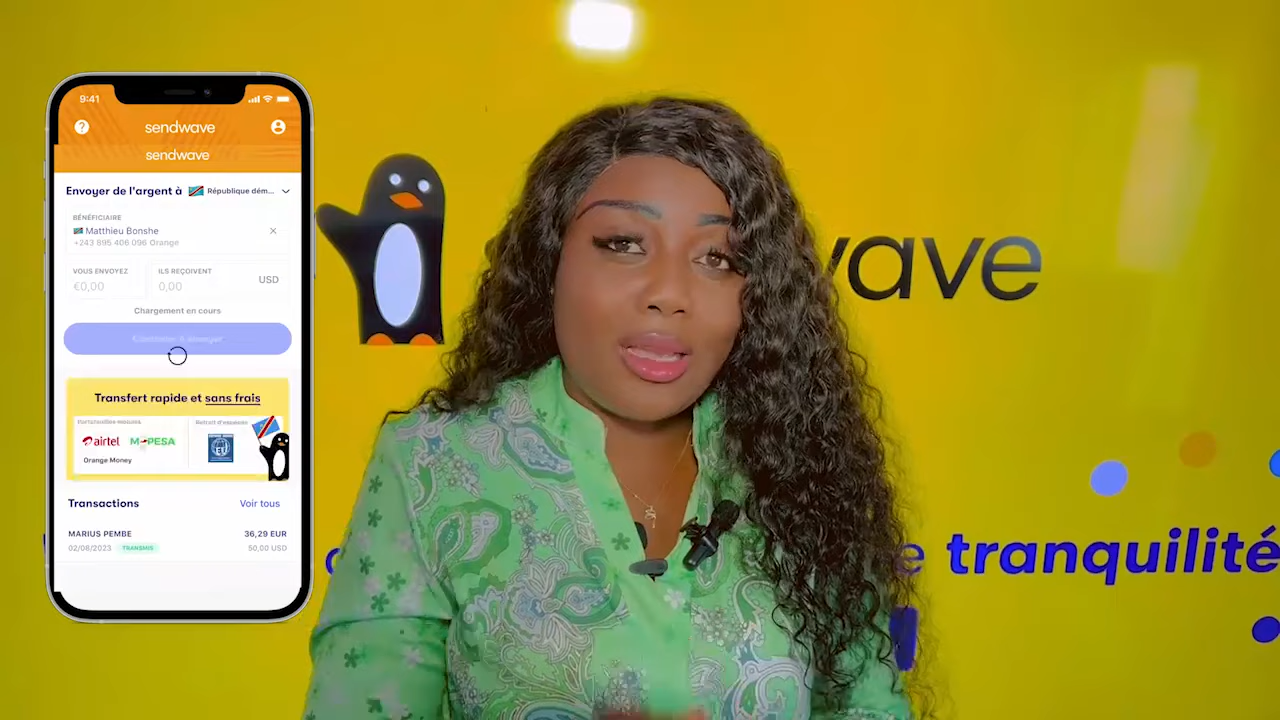 9:41
sendwave
sendwave
Envoyer de l'argent à République dém...
BÉNÉFICIAIRE
Matthieu Bonshe
+243 895 406 096 Orange
VOUS ENVOYEZ
ILS REÇOIVENT
€0,00
0,00
USD
Chargement en cours
Transfert rapide et sans frais
airtel
M-PESA
Orange Money
Transactions
Voir tous
MARIUS PEMBE
36,29 EUR
02/08/2023
TRANSMIS
50,00 USD
wave
e tranquilité